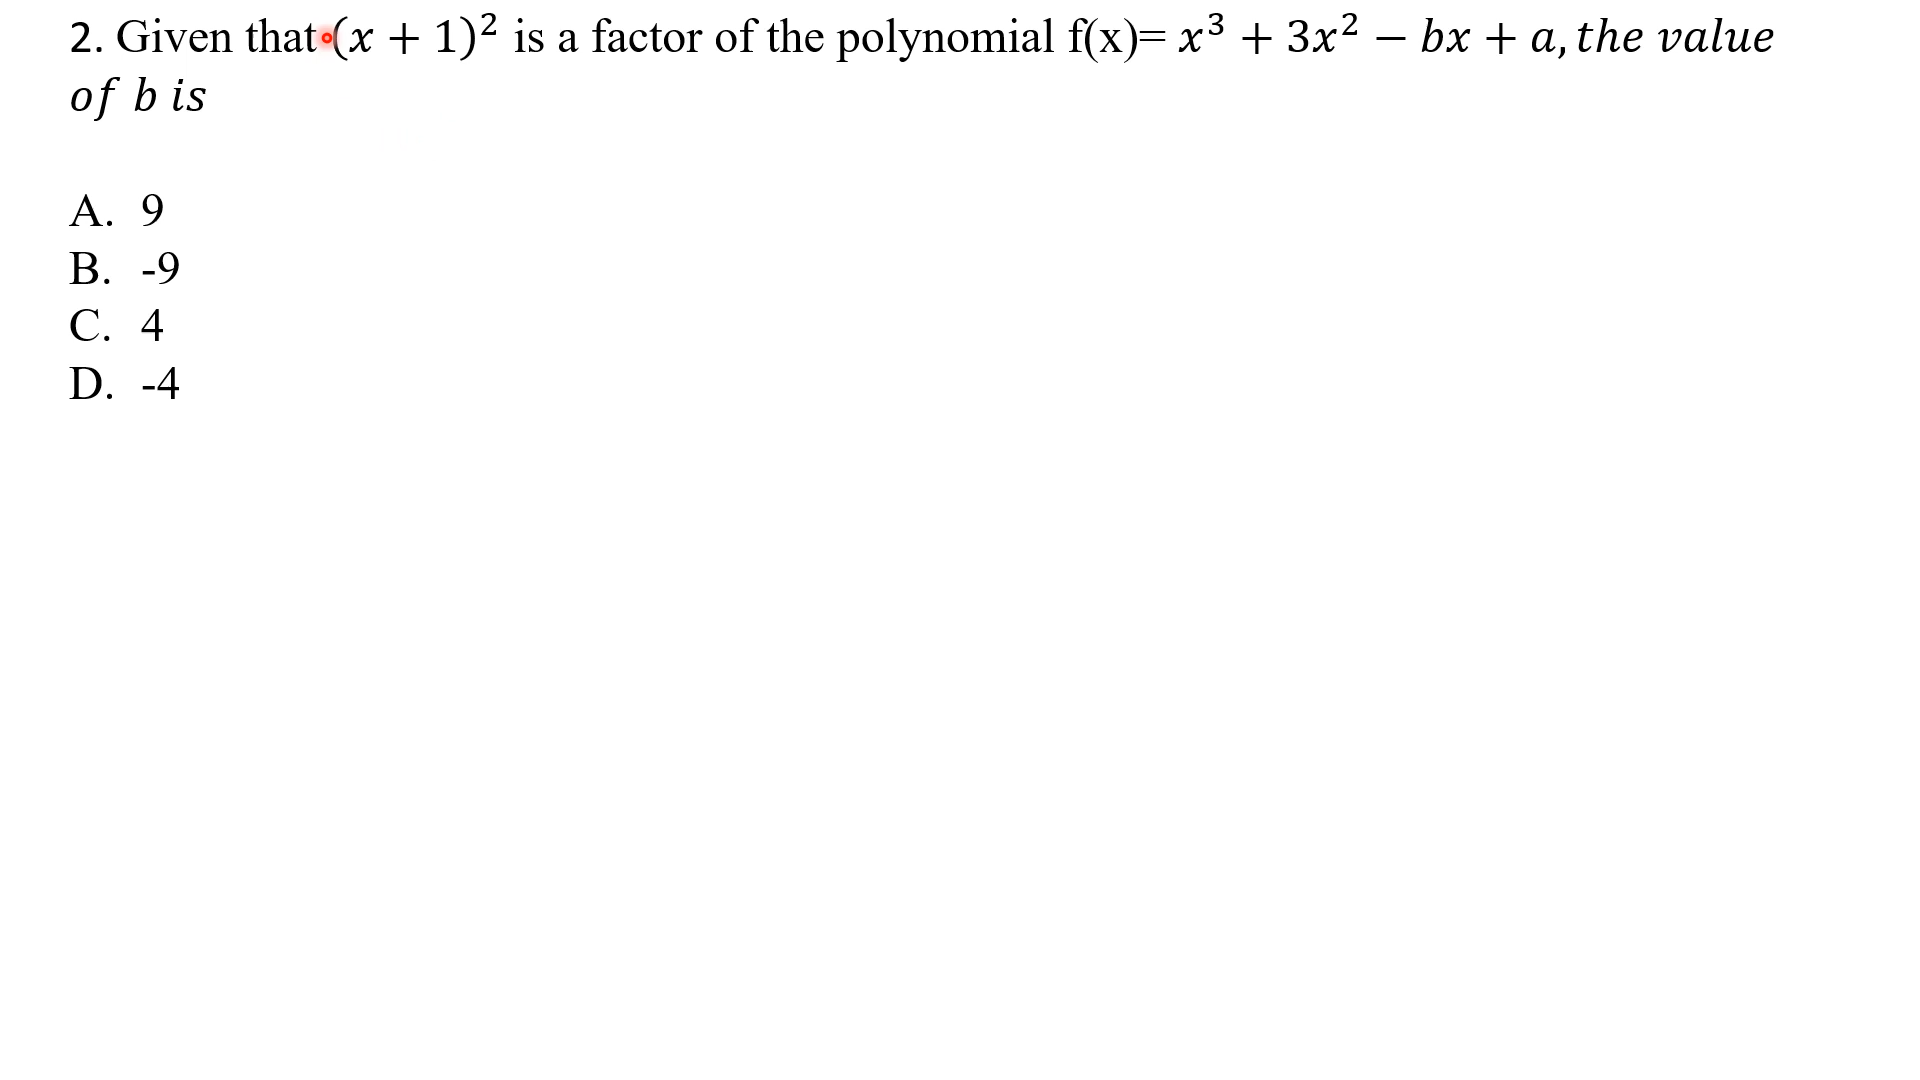 2. Given that (x + 1)² is a factor of the polynomial f(x)= x³ + 3x² − bx + a, the value
of b is
A. 9
B. -9
C. 4
D. -4